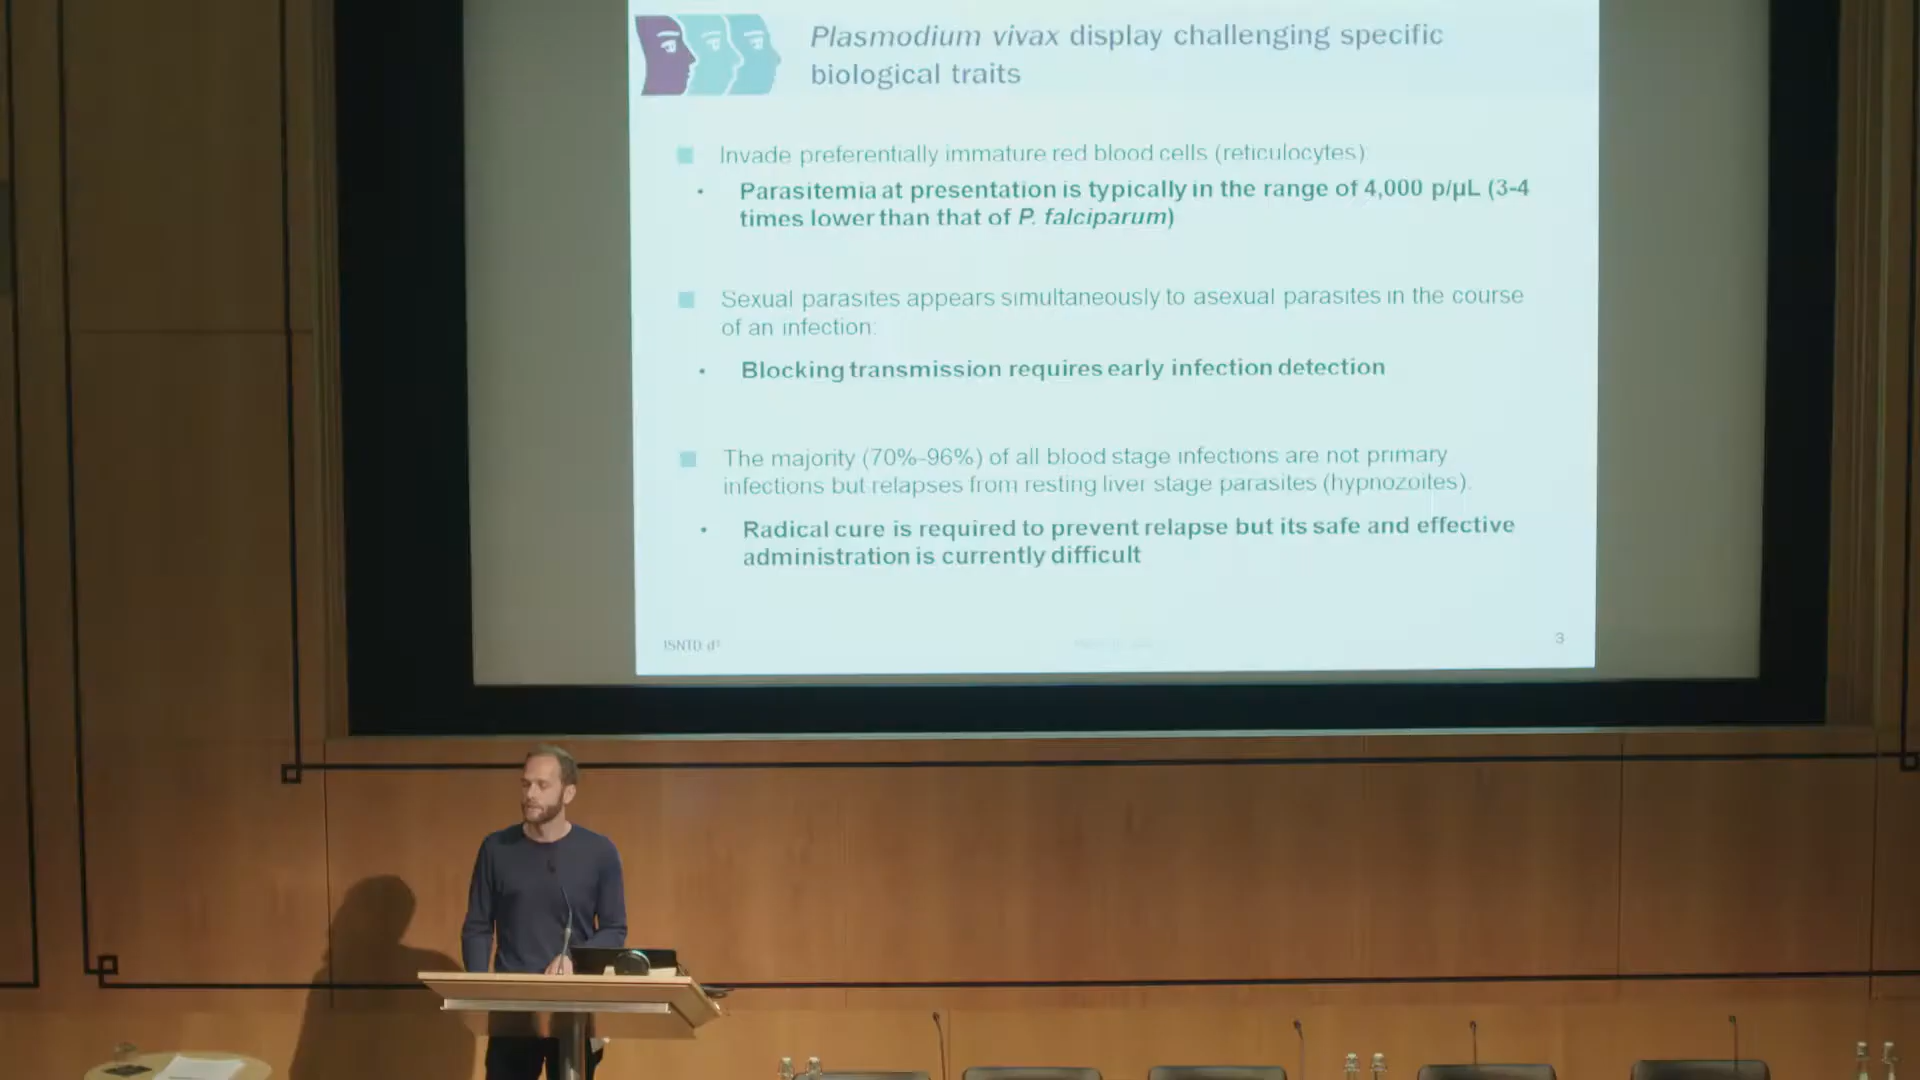 Plasmodium vivax display challenging specific
biological traits
Invade preferentially immature red blood cells (reticulocytes)
Parasitemia at presentation is typically in the range of 4,000 p/µL (3-4
times lower than that of P. falciparum)
Sexual parasites appears simultaneously to asexual parasites in the course
of an infection:
Blocking transmission requires early infection detection
The majority (70%-96%) of all blood stage infections are not primary
infections but relapses from resting liver stage parasites (hypnozoites).
Radical cure is required to prevent relapse but its safe and effective
administration is currently difficult
ISNTD d³
3